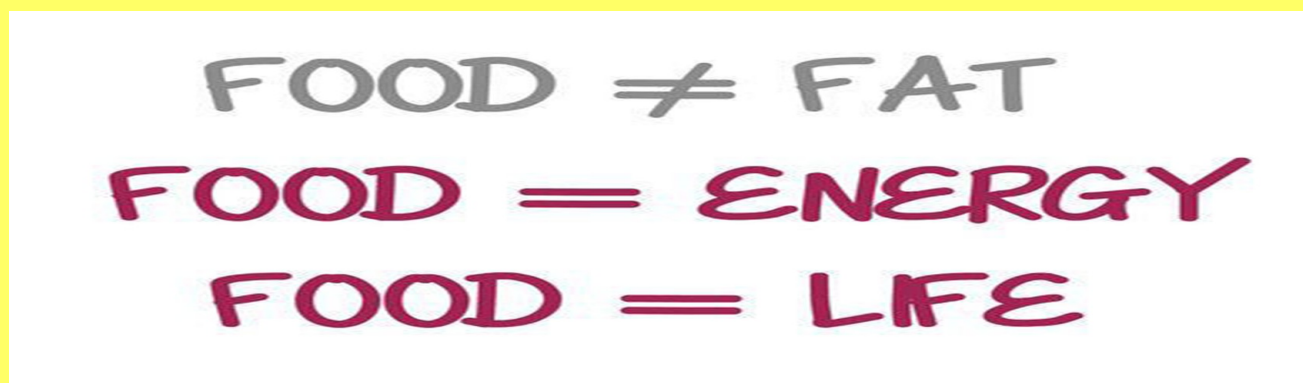 FOOD ≠ FAT
FOOD = ENERGY
FOOD = LIFE